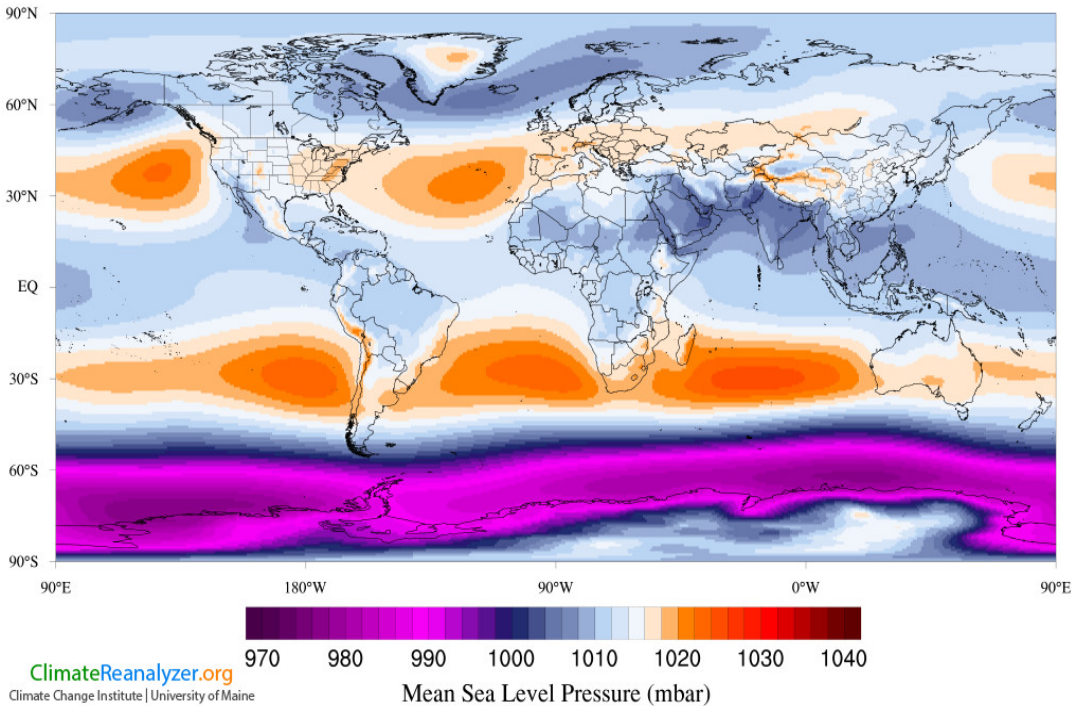 90°N
60°N
30°N
EQ
30°S
60°S
90°S
90°E 180°W 90°W 0°W 90°E
970 980 990 1000 1010 1020 1030 1040
Mean Sea Level Pressure (mbar)
ClimateReanalyzer.org
Climate Change Institute | University of Maine